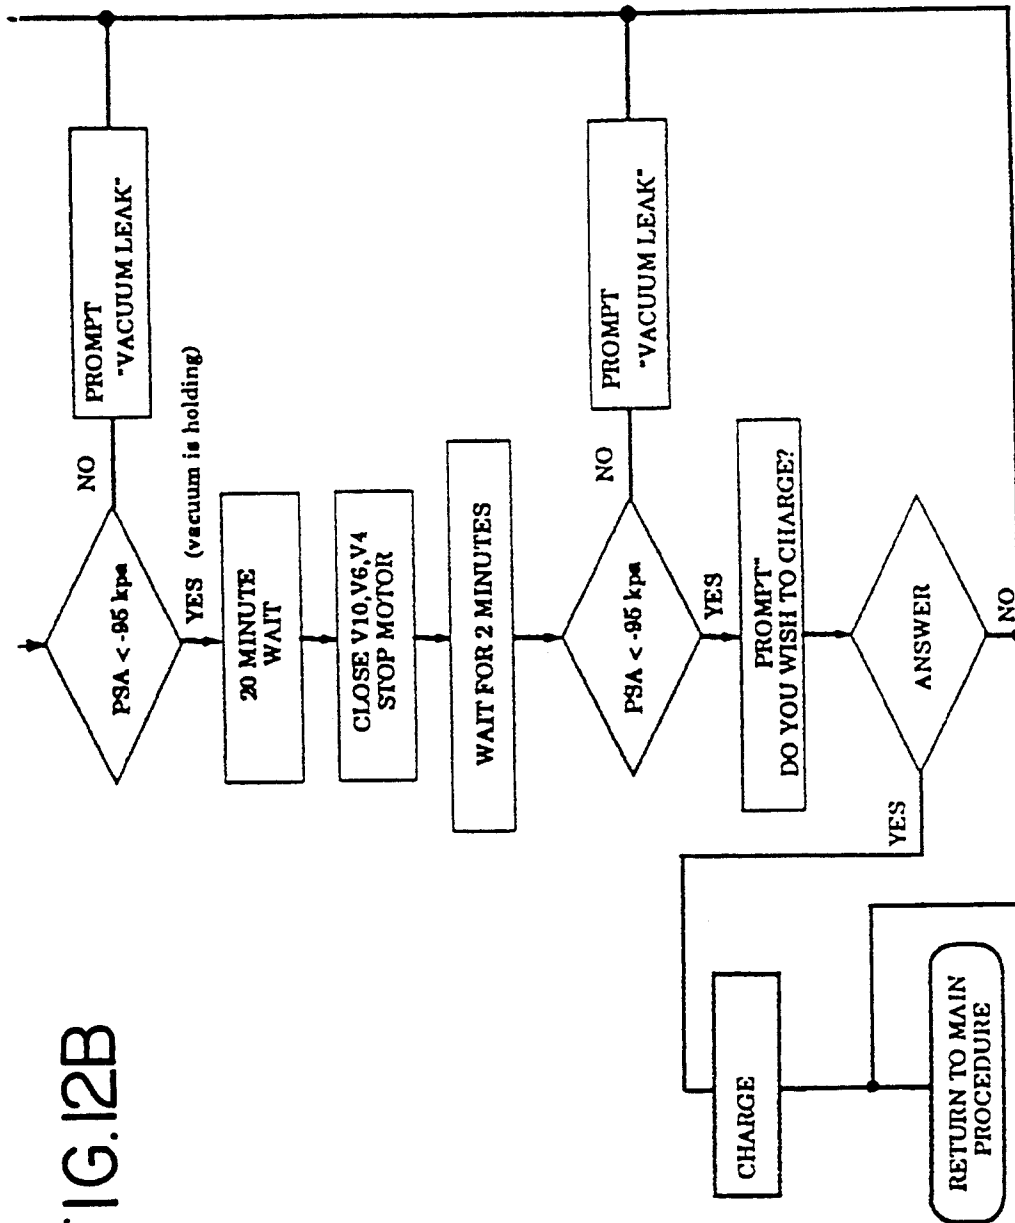 FIG.12B
PSA < -95 kpa
NO
PROMPT
"VACUUM LEAK"
YES (vacuum is holding)
20 MINUTE
WAIT
CLOSE V10,V6,V4
STOP MOTOR
WAIT FOR 2 MINUTES
PSA < -95 kpa
NO
PROMPT
"VACUUM LEAK"
YES
PROMPT"
DO YOU WISH TO CHARGE?
ANSWER
NO
YES
CHARGE
RETURN TO MAIN
PROCEDURE